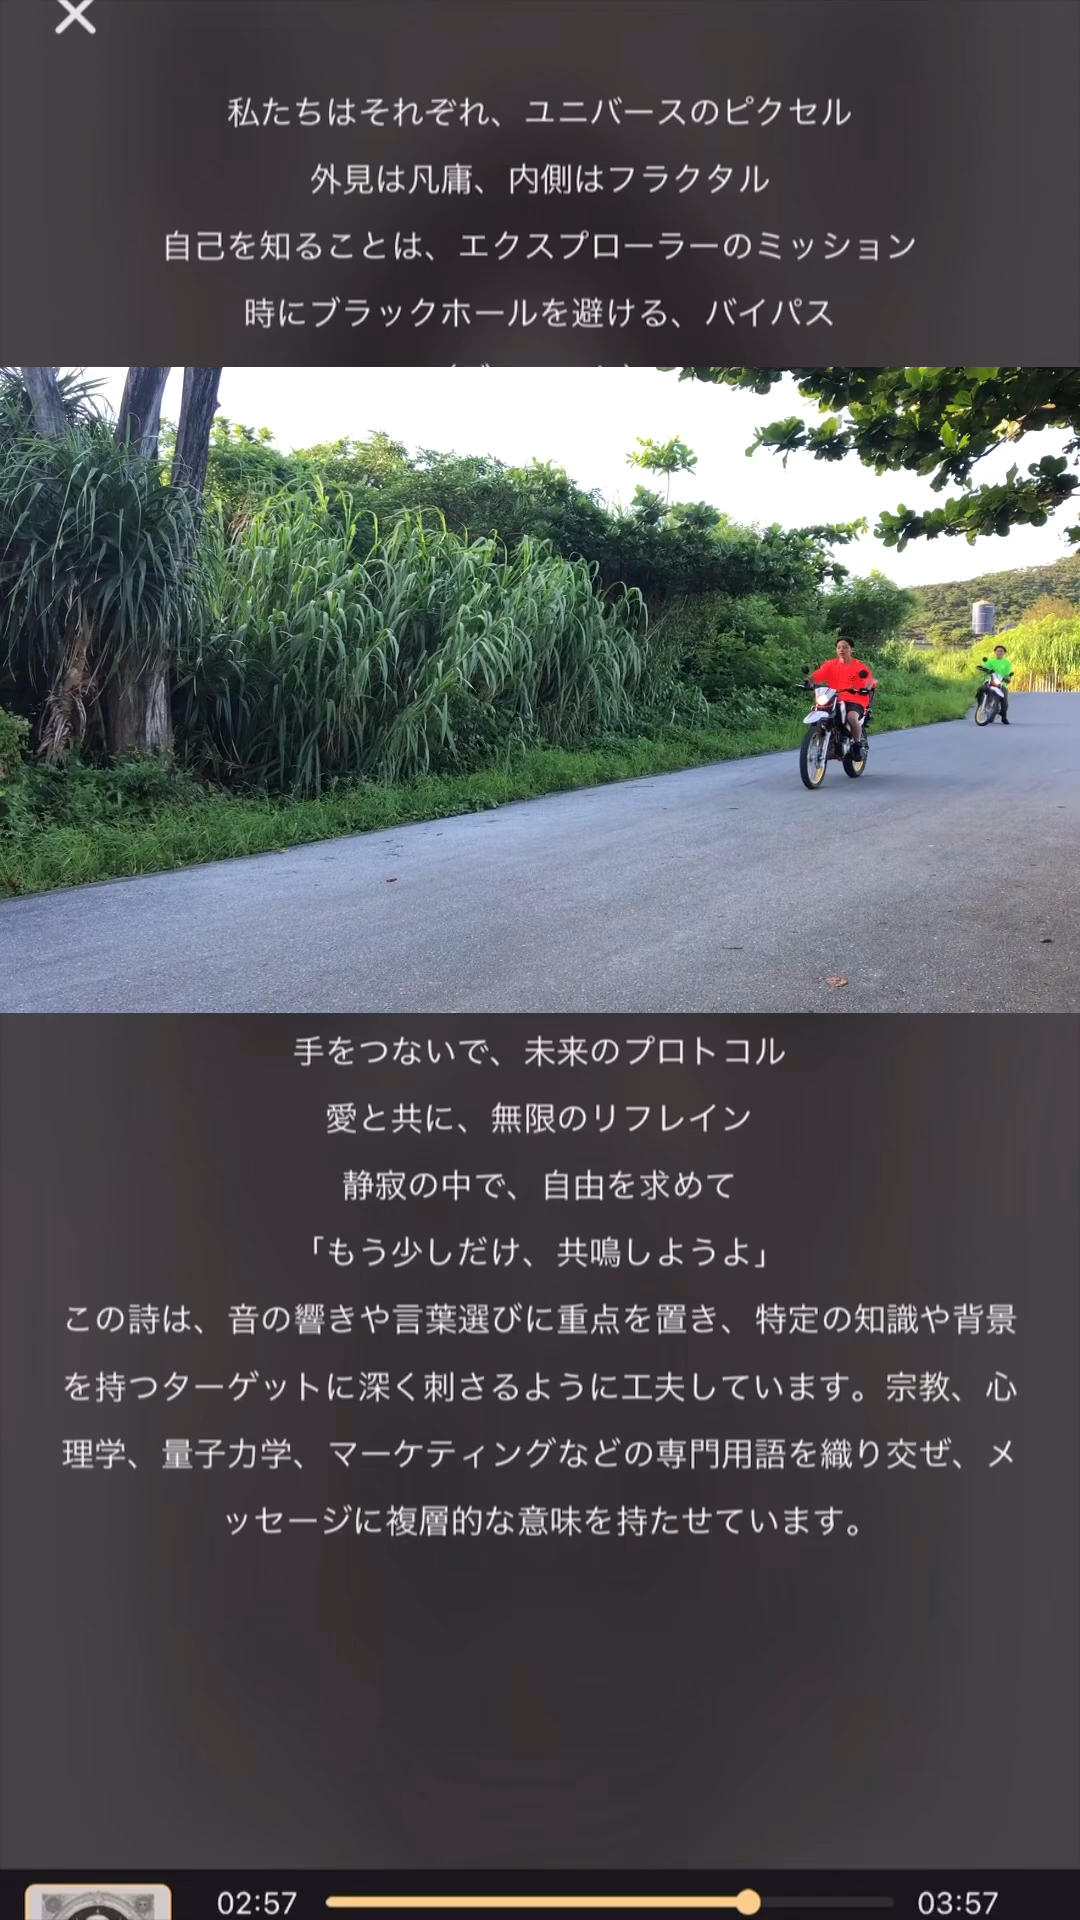 私たちはそれぞれ、ユニバースのピクセル
外見は凡庸、内側はフラクタル
自己を知ることは、エクスプローラーのミッション
時にブラックホールを避ける、バイパス
手をつないで、未来のプロトコル
愛と共に、無限のリフレイン
静寂の中で、自由を求めて
「もう少しだけ、共鳴しようよ」
この詩は、音の響きや言葉選びに重点を置き、特定の知識や背景
を持つターゲットに深く刺さるように工夫しています。宗教、心
理学、量子力学、マーケティングなどの専門用語を織り交ぜ、メ
ッセージに複層的な意味を持たせています。
02:57
03:57